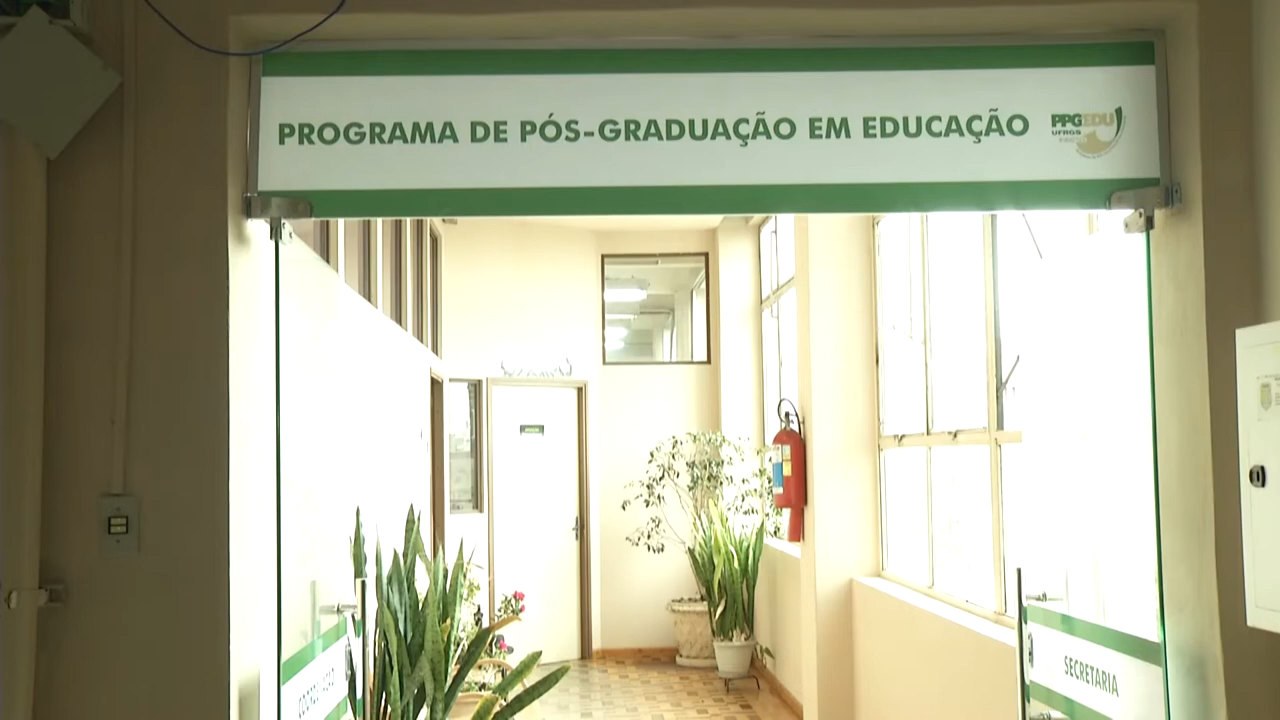 PROGRAMA DE PÓS-GRADUAÇÃO EM EDUCAÇÃO
PPGEDU
UFRGS
SECRETARIA